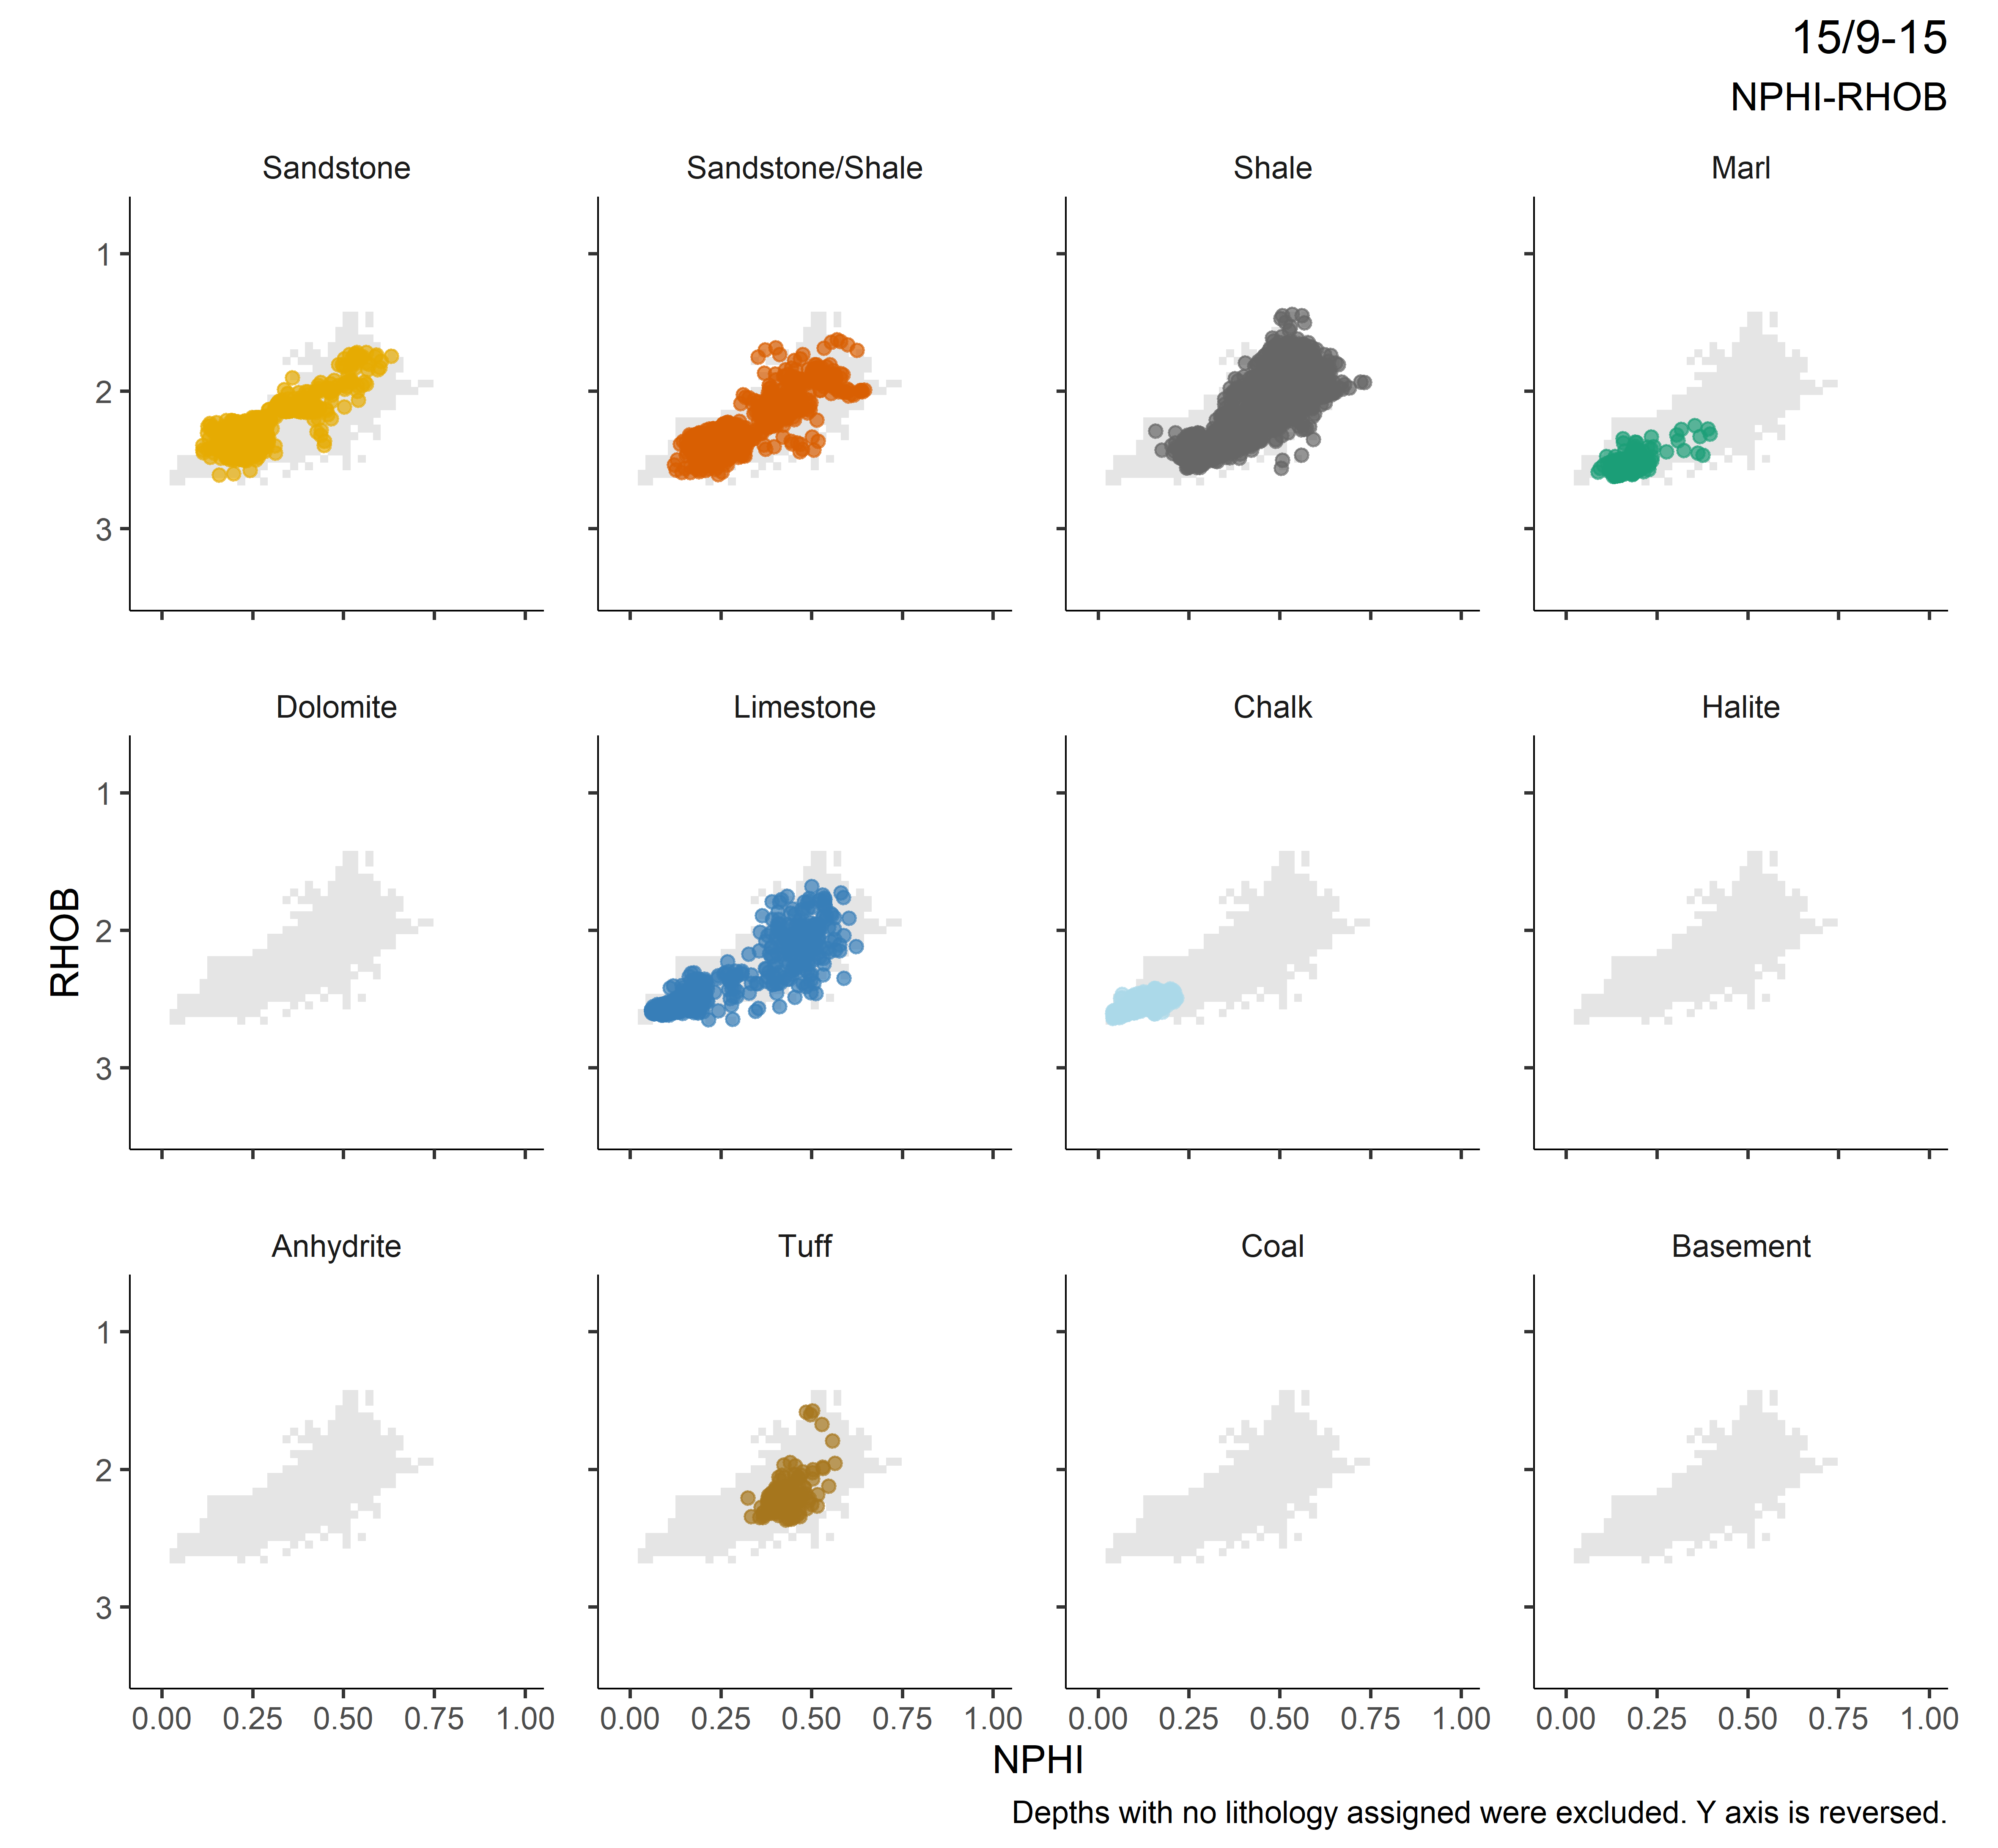 15/9-15
NPHI-RHOB
Sandstone
Sandstone/Shale
Shale
Marl
1
2
3
Dolomite
Limestone
Chalk
Halite
RHOB
1
2
3
Anhydrite
Tuff
Coal
Basement
1
2
3
0.00 0.25 0.50 0.75 1.00
0.00 0.25 0.50 0.75 1.00
0.00 0.25 0.50 0.75 1.00
0.00 0.25 0.50 0.75 1.00
NPHI
Depths with no lithology assigned were excluded. Y axis is reversed.